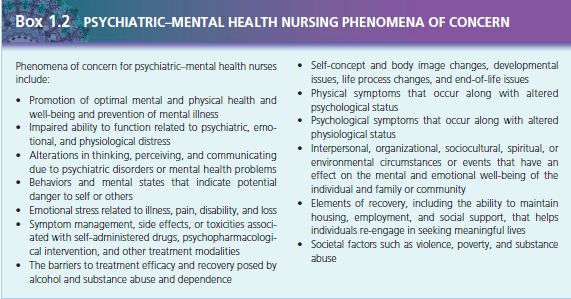 Box 1.2 PSYCHIATRIC–MENTAL HEALTH NURSING PHENOMENA OF CONCERN
Phenomena of concern for psychiatric–mental health nurses
include:
• Promotion of optimal mental and physical health and
well-being and prevention of mental illness
• Impaired ability to function related to psychiatric, emo-
tional, and physiological distress
• Alterations in thinking, perceiving, and communicating
due to psychiatric disorders or mental health problems
• Behaviors and mental states that indicate potential
danger to self or others
• Emotional stress related to illness, pain, disability, and loss
• Symptom management, side effects, or toxicities associ-
ated with self-administered drugs, psychopharmacologi-
cal intervention, and other treatment modalities
• The barriers to treatment efficacy and recovery posed by
alcohol and substance abuse and dependence
• Self-concept and body image changes, developmental
issues, life process changes, and end-of-life issues
• Physical symptoms that occur along with altered
psychological status
• Psychological symptoms that occur along with altered
physiological status
• Interpersonal, organizational, sociocultural, spiritual, or
environmental circumstances or events that have an
effect on the mental and emotional well-being of the
individual and family or community
• Elements of recovery, including the ability to maintain
housing, employment, and social support, that helps
individuals re-engage in seeking meaningful lives
• Societal factors such as violence, poverty, and substance
abuse